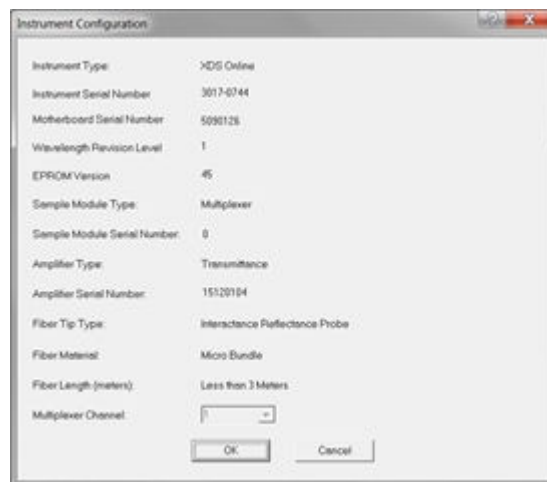 Instrument Configuration
Instrument Type: XDS Online
Instrument Serial Number 3017-0744
Motherboard Serial Number 5090126
Wavelength Revision Level 1
EPROM Version 45
Sample Module Type: Multiplexer
Sample Module Serial Number: 0
Amplifier Type: Transmittance
Amplifier Serial Number: 15120104
Fiber Tip Type: Interactance Reflectance Probe
Fiber Material: Micro Bundle
Fiber Length (meters): Less than 3 Meters
Multiplexer Channel: 1
OK Cancel